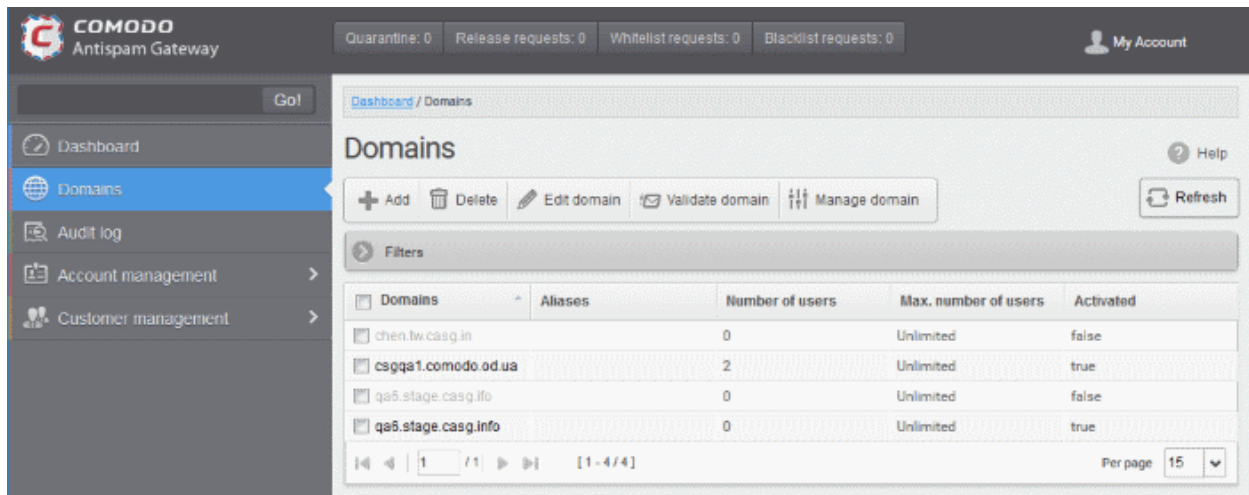 COMODO
Antispam Gateway
Quarantine: 0 Release requests: 0 Whitelist requests: 0 Blacklist requests: 0
My Account
Go!
Dashboard
Domains
Audit log
Account management
Customer management
Dashboard / Domains
Domains
Help
Add Delete Edit domain Validate domain Manage domain
Refresh
Filters
Domains Aliases Number of users Max. number of users Activated
chen.tw.casg.in 0 Unlimited false
csgqa1.comodo.od.ua 2 Unlimited true
qa6.stage.casg.ifo 0 Unlimited false
qa6.stage.casg.info 0 Unlimited true
1 / 1 [1 - 4 / 4] Per page 15